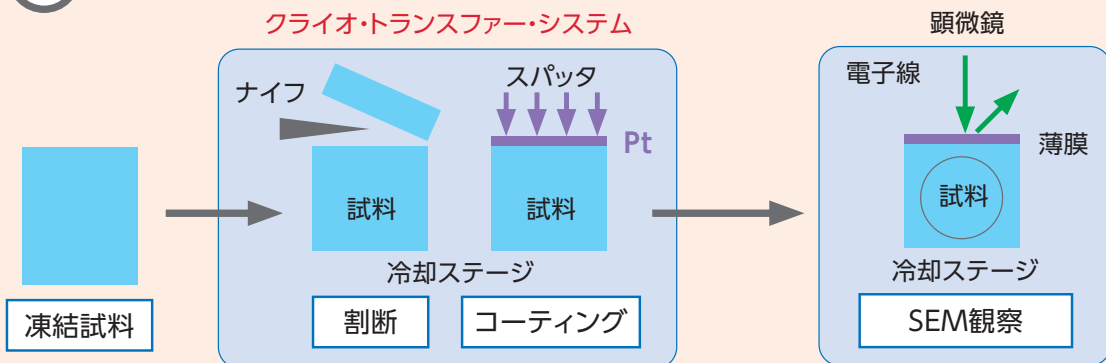 クライオ・トランスファー・システム
顕微鏡
ナイフ
スパッタ
Pt
試料
試料
冷却ステージ
電子線
薄膜
試料
冷却ステージ
凍結試料
割断
コーティング
SEM観察